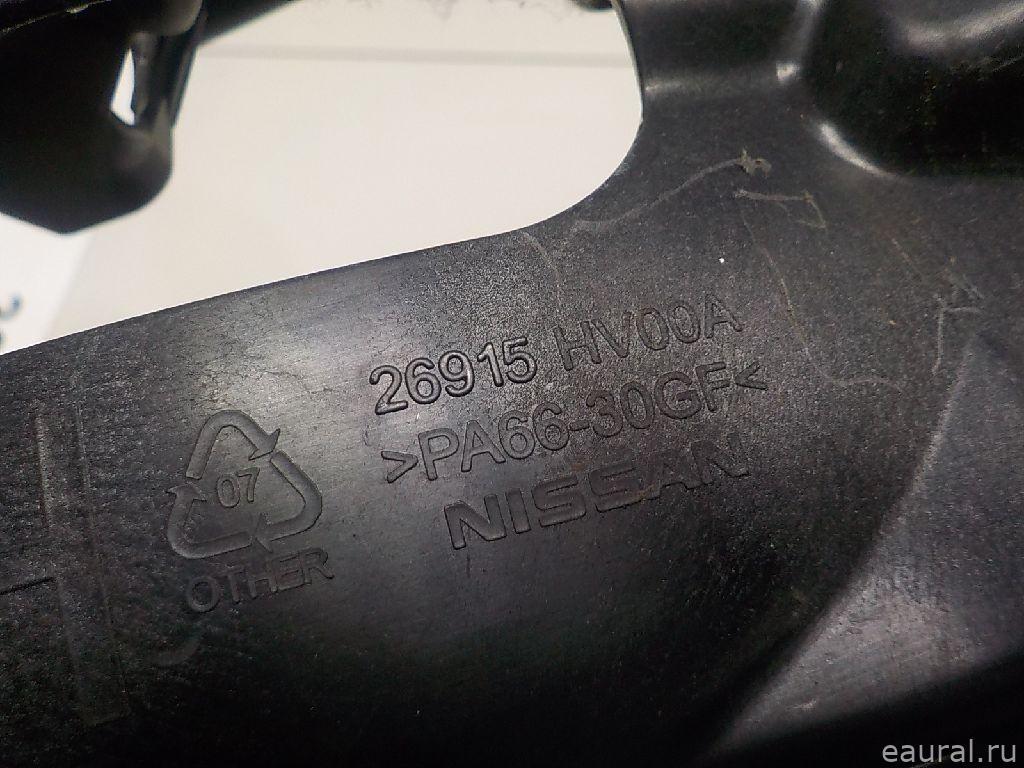 26915 HV00A
>PA66-30GF<
NISSAN
07
OTHER
eaural.ru